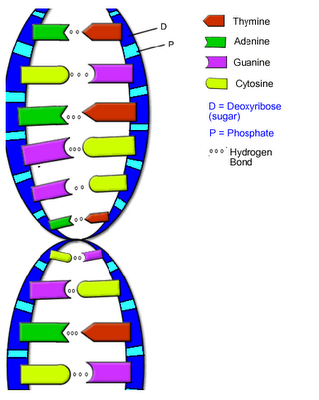 D
P
Thymine
Adenine
Guanine
Cytosine
D = Deoxyribose
(sugar)
P = Phosphate
Hydrogen
Bond